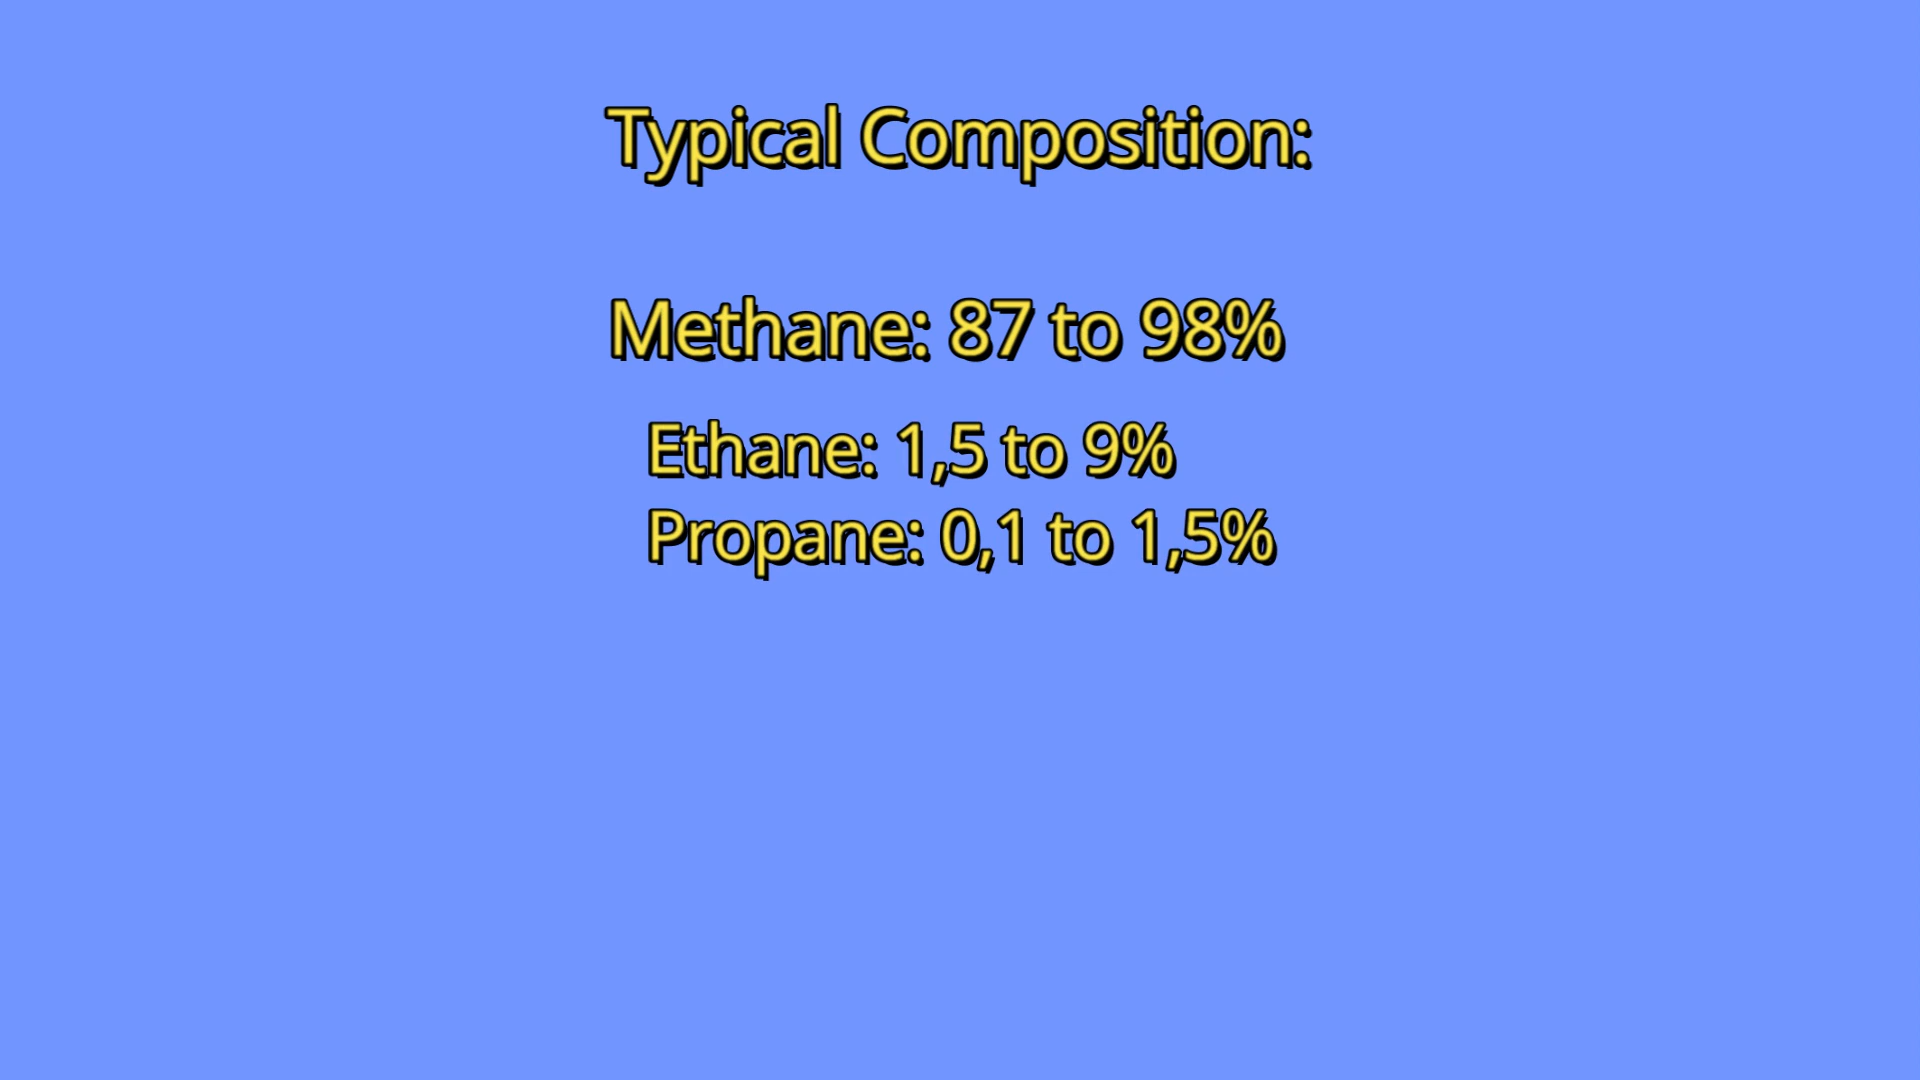 Typical Composition:
Methane: 87 to 98%
Ethane: 1,5 to 9%
Propane: 0,1 to 1,5%